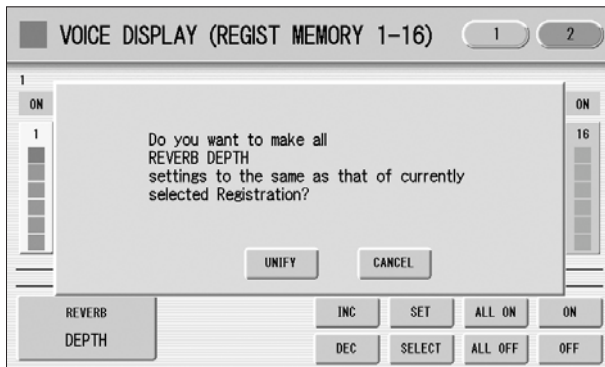 VOICE DISPLAY (REGIST MEMORY 1-16) 1 2
1
ON ON
1 16
Do you want to make all
REVERB DEPTH
settings to the same as that of currently
selected Registration?
UNIFY CANCEL
REVERB INC SET ALL ON ON
DEPTH DEC SELECT ALL OFF OFF